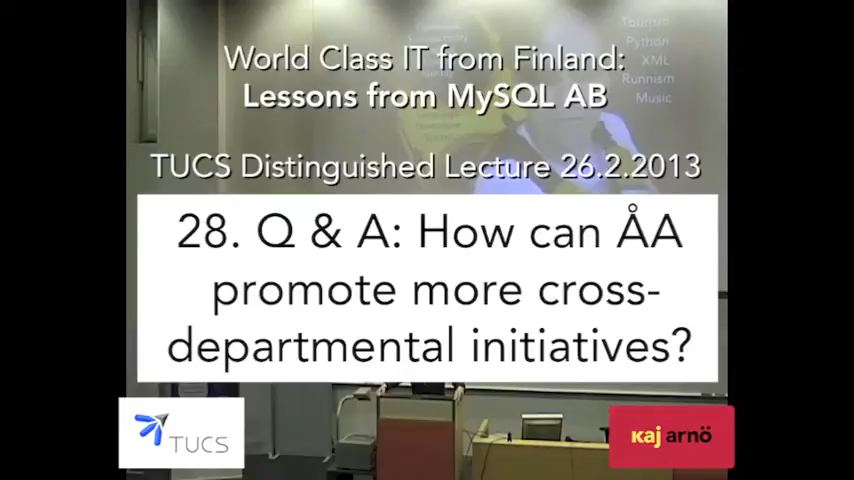 Tourism
Python
XML
Runnism
Music
World Class IT from Finland:
Lessons from MySQL AB
TUCS Distinguished Lecture 26.2.2013
28. Q & A: How can ÅA
promote more cross-
departmental initiatives?
TUCS
kaj arnö